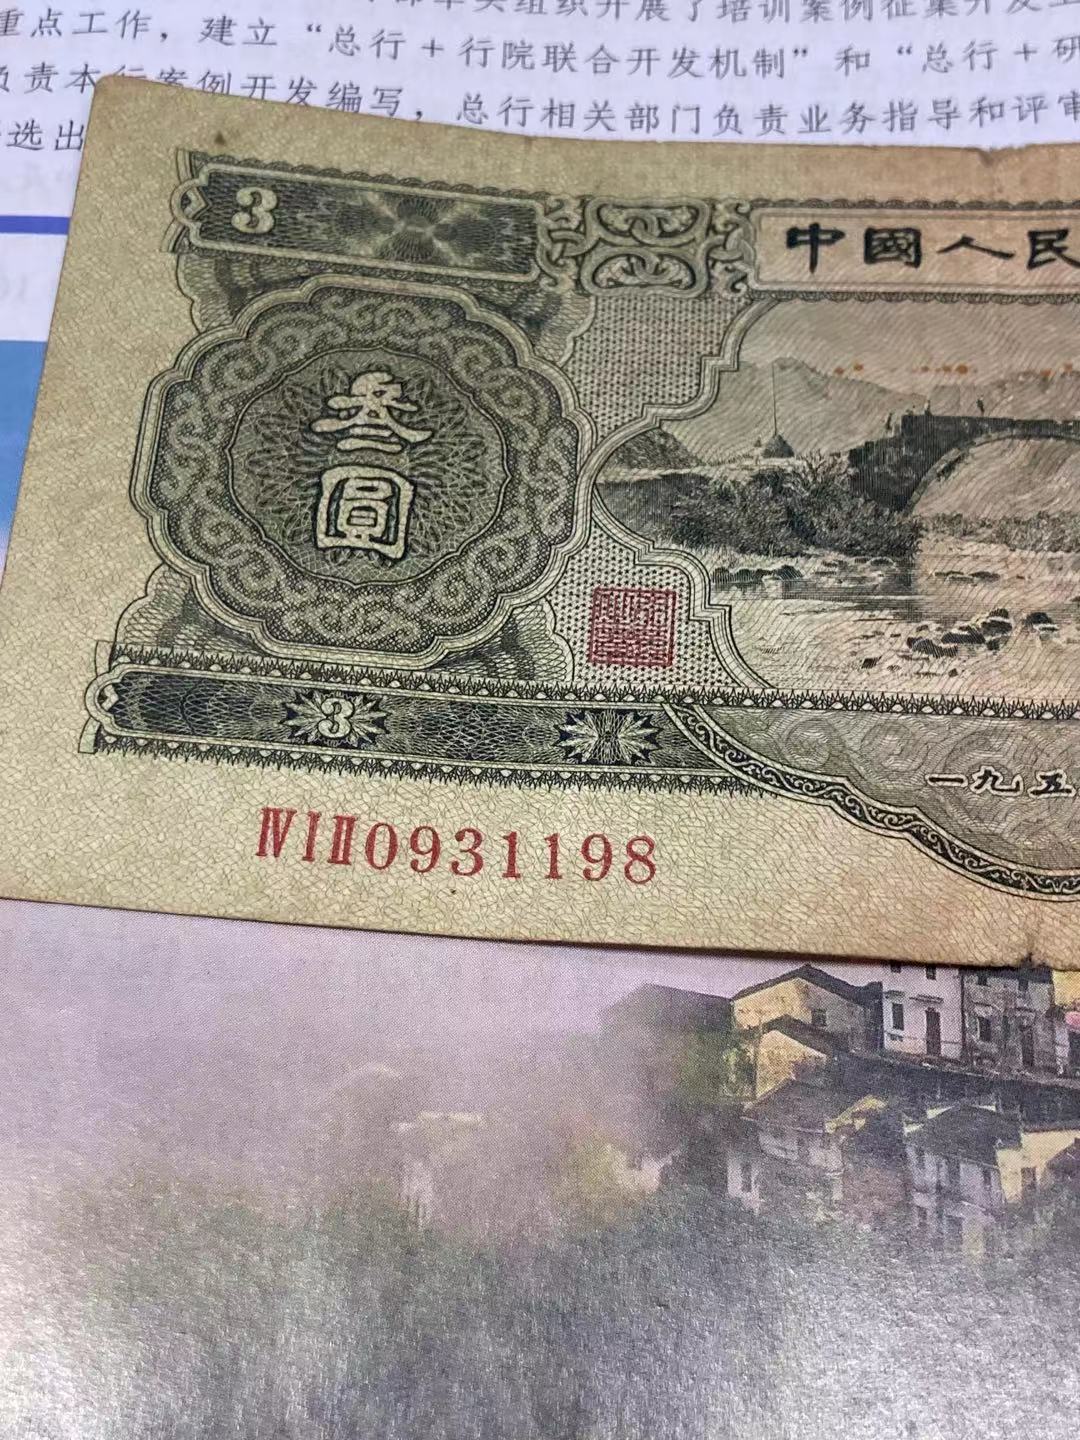 重点工作，建立“总行＋行院联合开发机制”和“总行＋研
负责本行案例开发编写，总行相关部门负责业务指导和评审
选出
3
中國人民
叁圓
3
一九五
ⅣⅠⅡ0931198